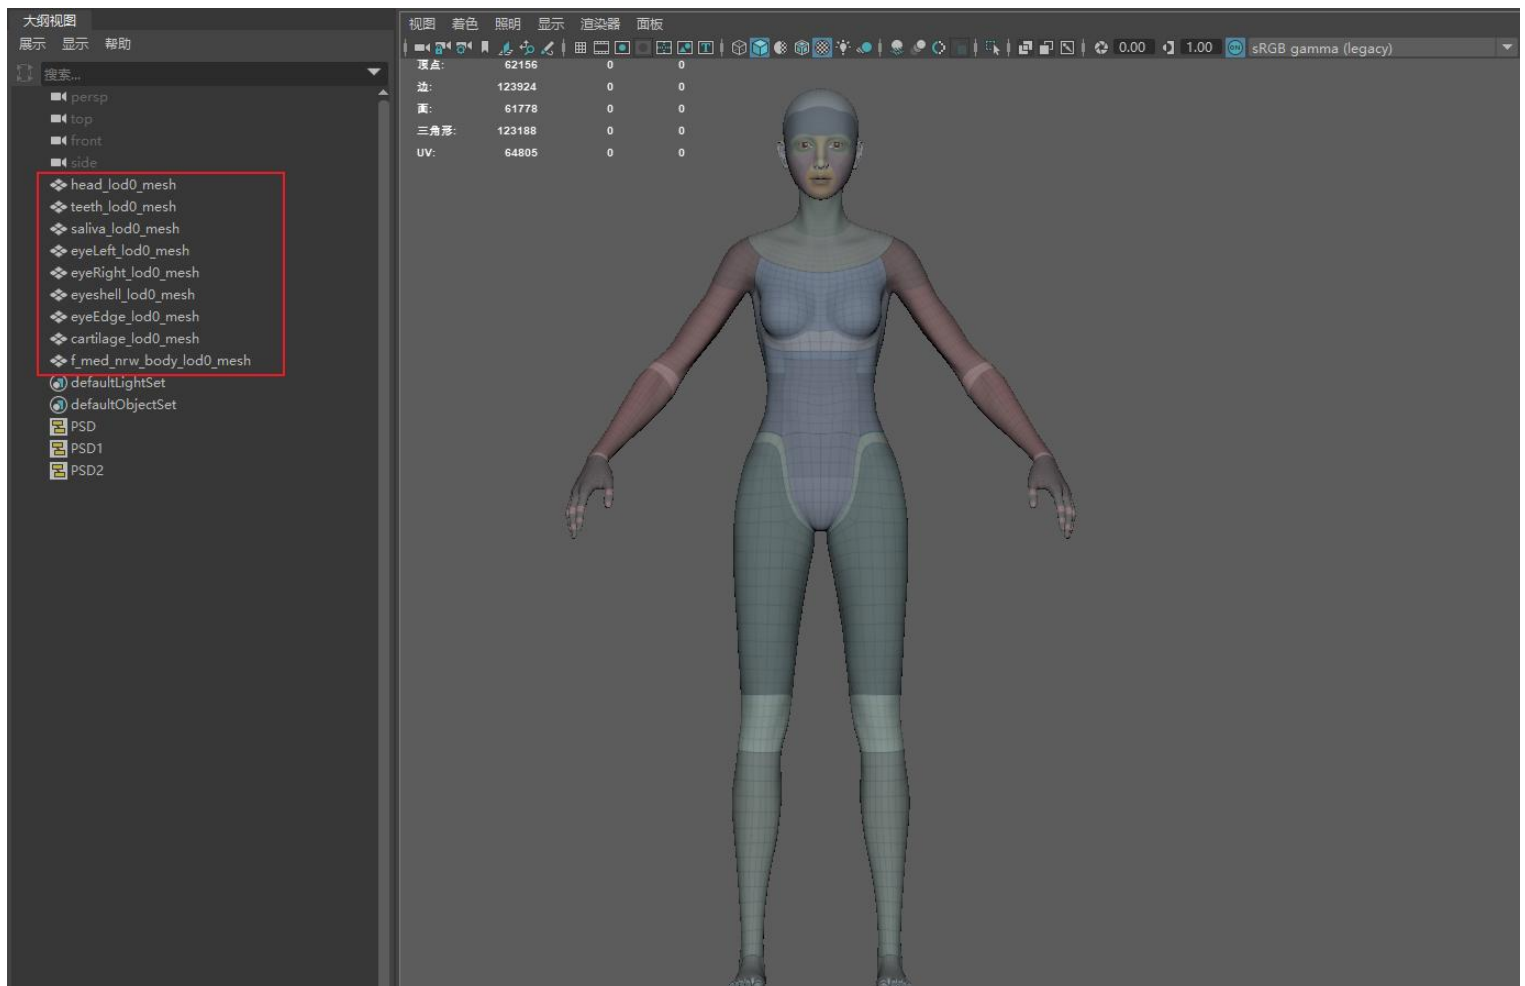 大纲视图
展示 显示 帮助
搜索...
persp
top
front
side
head_lod0_mesh
teeth_lod0_mesh
saliva_lod0_mesh
eyeLeft_lod0_mesh
eyeRight_lod0_mesh
eyeshell_lod0_mesh
eyeEdge_lod0_mesh
cartilage_lod0_mesh
f_med_nrw_body_lod0_mesh
defaultLightSet
defaultObjectSet
PSD
PSD1
PSD2
视图 着色 照明 显示 渲染器 面板
0.00 1.00 ON sRGB gamma (legacy)
顶点: 62156 0 0
边: 123924 0 0
面: 61778 0 0
三角形: 123188 0 0
UV: 64805 0 0